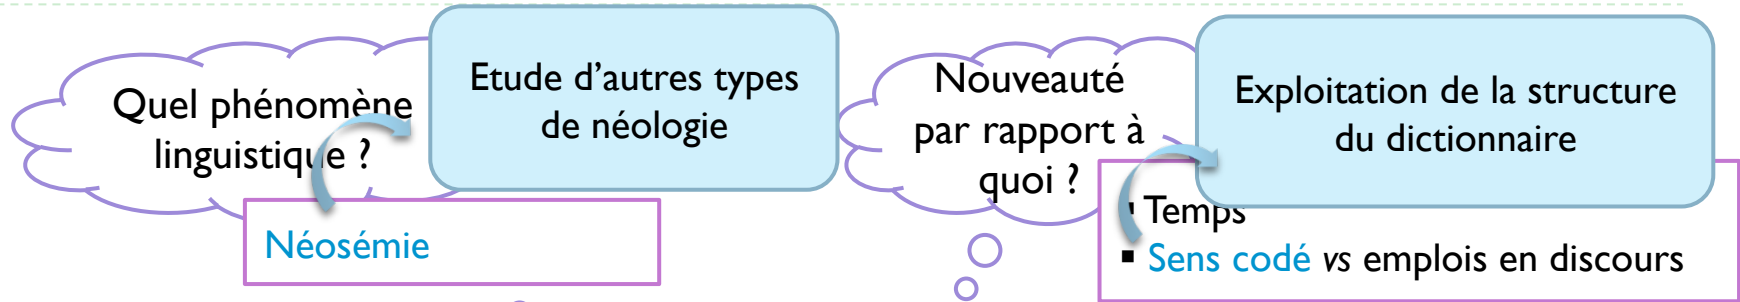 Quel phénomène
linguistique ?
Etude d’autres types
de néologie
Néosémie
Nouveauté
par rapport à
quoi ?
Exploitation de la structure
du dictionnaire
▪ Temps
▪ Sens codé vs emplois en discours